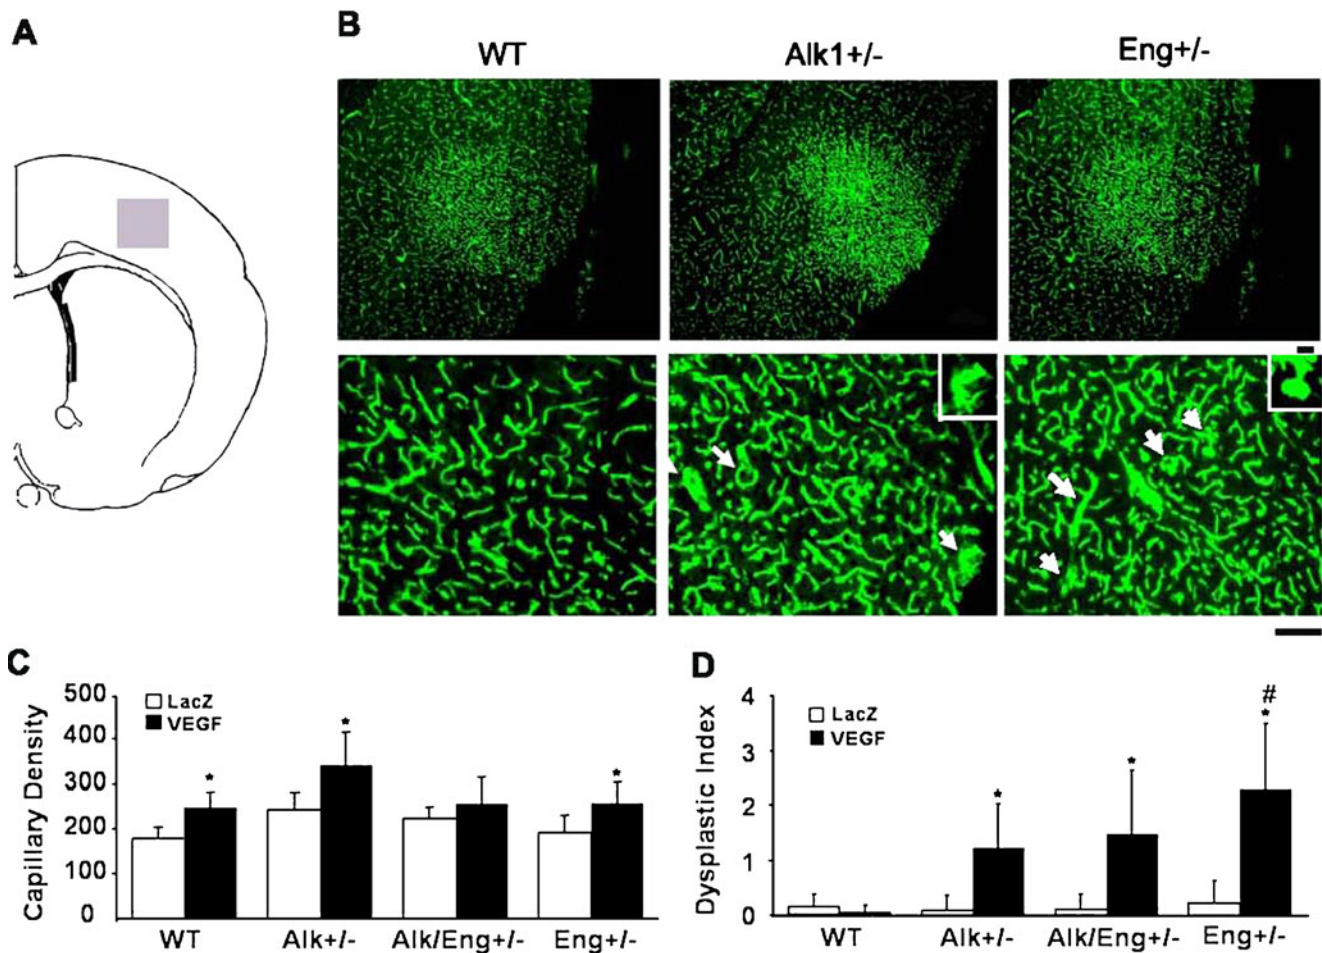 A
B
WT
Alk1+/-
Eng+/-
C
Capillary Density
500
400
300
200
100
0
LacZ
VEGF
*
*
*
WT
Alk+/-
Alk/Eng+/-
Eng+/-
D
Dysplastic Index
4
3
2
1
0
LacZ
VEGF
*
*
#
*
WT
Alk+/-
Alk/Eng+/-
Eng+/-